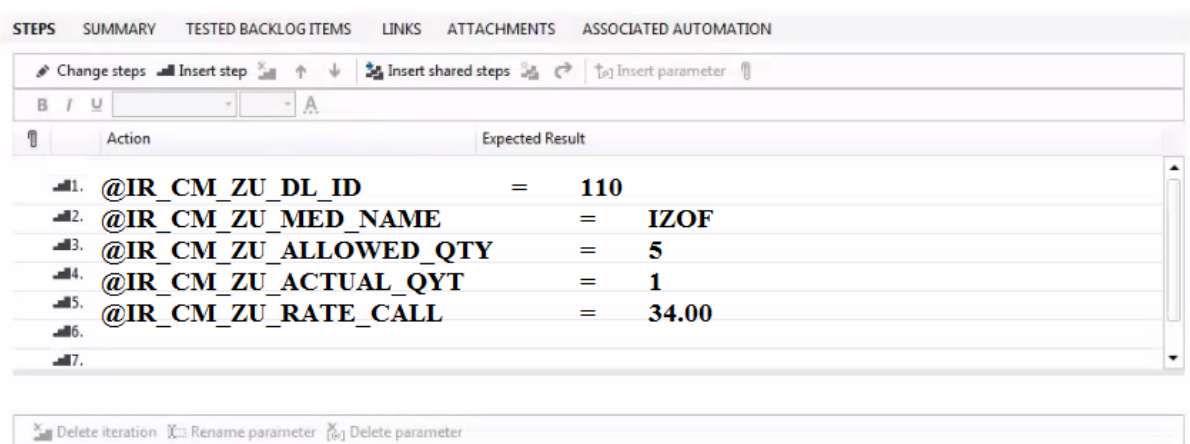 STEPS SUMMARY TESTED BACKLOG ITEMS LINKS ATTACHMENTS ASSOCIATED AUTOMATION
Change steps Insert step Insert shared steps Insert parameter
B I U A
Action Expected Result
1. @IR_CM_ZU_DL_ID = 110
2. @IR_CM_ZU_MED_NAME = IZOF
3. @IR_CM_ZU_ALLOWED_QTY = 5
4. @IR_CM_ZU_ACTUAL_QYT = 1
5. @IR_CM_ZU_RATE_CALL = 34.00
6.
7.
Delete iteration Rename parameter Delete parameter